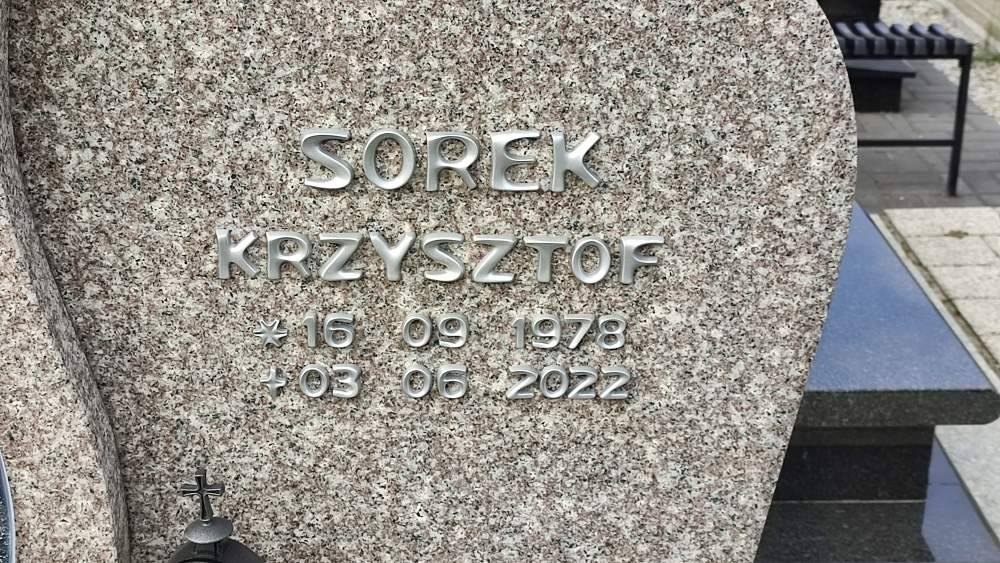 SOREK
KRZYSZTOF
* 16 09 1978
+ 03 06 2022